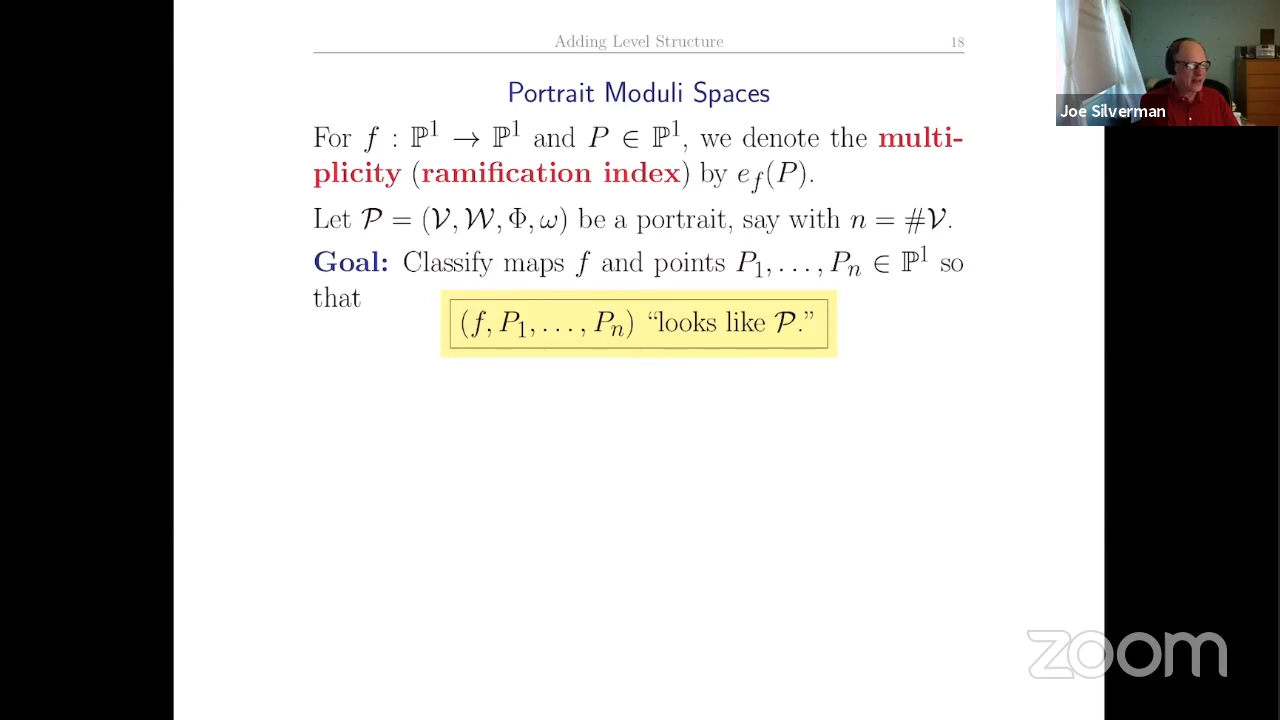 Adding Level Structure 18
Joe Silverman
Portrait Moduli Spaces
For f : ℙ¹ → ℙ¹ and P ∈ ℙ¹, we denote the multi-
plicity (ramification index) by e_f(P).
Let 𝒫 = (𝒱, 𝒲, Φ, ω) be a portrait, say with n = #𝒱.
Goal: Classify maps f and points P₁, . . . , Pₙ ∈ ℙ¹ so
that
(f, P₁, . . . , Pₙ) “looks like 𝒫.”
zoom